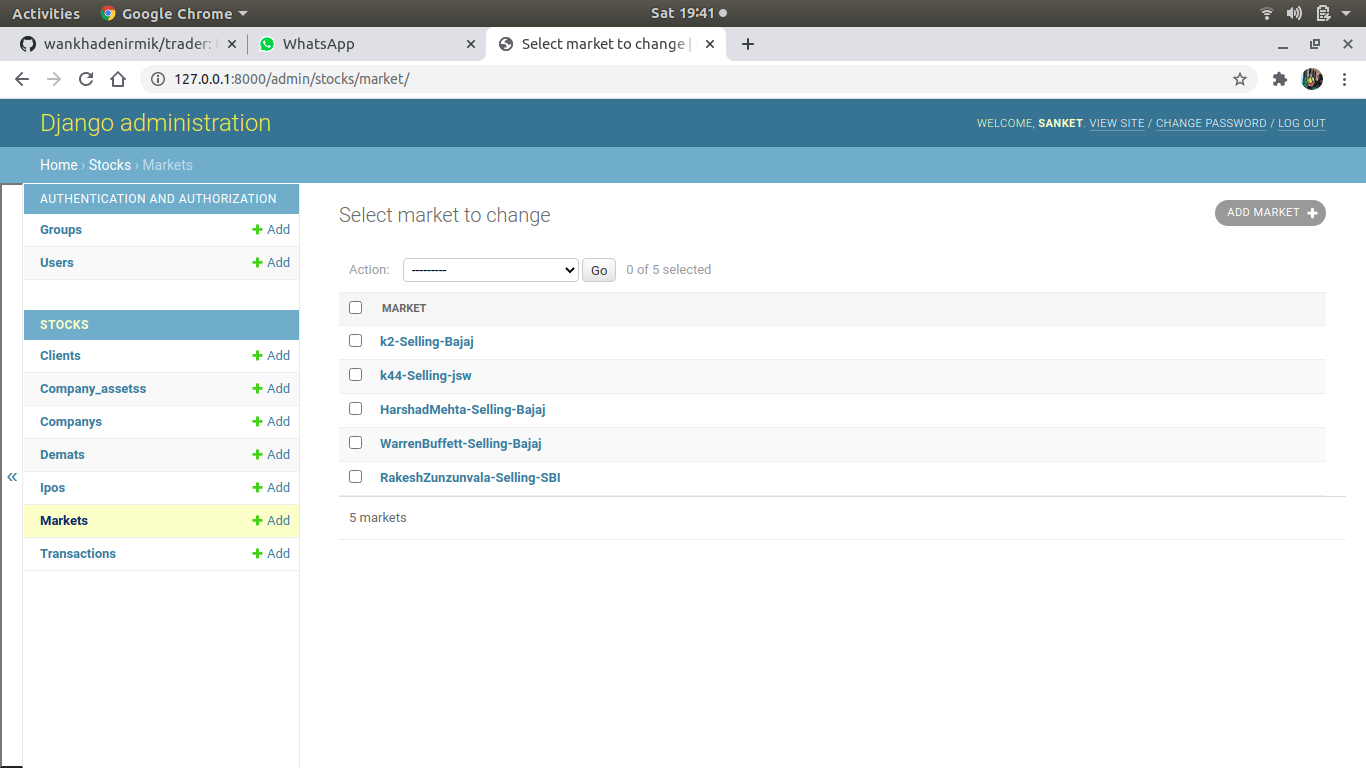 Activities Google Chrome Sat 19:41
wankhadenirmik/trader: WhatsApp Select market to change |
127.0.0.1:8000/admin/stocks/market/
Django administration
WELCOME, SANKET. VIEW SITE / CHANGE PASSWORD / LOG OUT
Home › Stocks › Markets
«
AUTHENTICATION AND AUTHORIZATION
Groups + Add
Users + Add
STOCKS
Clients + Add
Company_assetss + Add
Companys + Add
Demats + Add
Ipos + Add
Markets + Add
Transactions + Add
Select market to change
ADD MARKET +
Action: --------- Go 0 of 5 selected
MARKET
k2-Selling-Bajaj
k44-Selling-jsw
HarshadMehta-Selling-Bajaj
WarrenBuffett-Selling-Bajaj
RakeshZunzunvala-Selling-SBI
5 markets